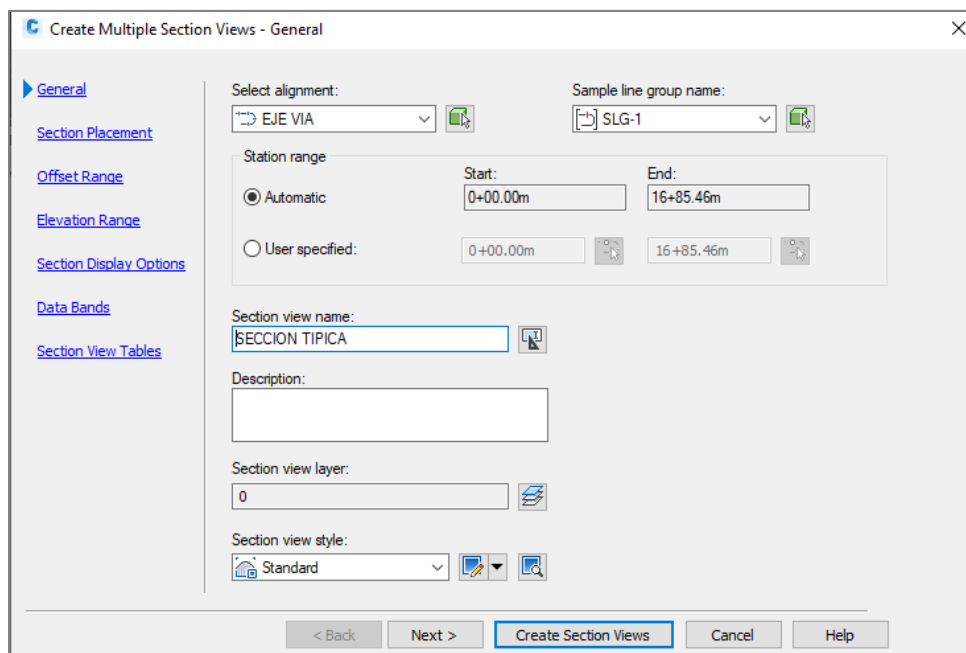 Create Multiple Section Views - General
General
Section Placement
Offset Range
Elevation Range
Section Display Options
Data Bands
Section View Tables
Select alignment:
Sample line group name:
EJE VIA
SLG-1
Station range
Start:
End:
Automatic
0+00.00m
16+85.46m
User specified:
0+00.00m
16+85.46m
Section view name:
SECCION TIPICA
Description:
Section view layer:
0
Section view style:
Standard
< Back
Next >
Create Section Views
Cancel
Help